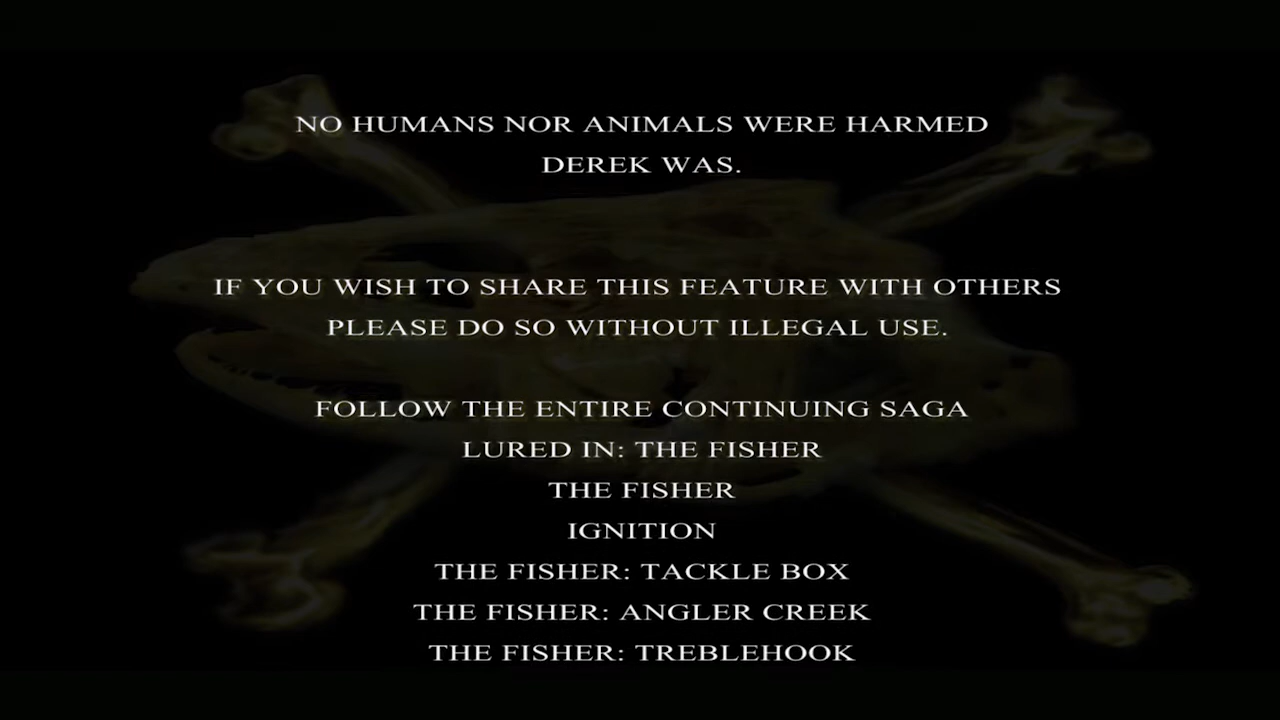 NO HUMANS NOR ANIMALS WERE HARMED
DEREK WAS.
IF YOU WISH TO SHARE THIS FEATURE WITH OTHERS
PLEASE DO SO WITHOUT ILLEGAL USE.
FOLLOW THE ENTIRE CONTINUING SAGA
LURED IN: THE FISHER
THE FISHER
IGNITION
THE FISHER: TACKLE BOX
THE FISHER: ANGLER CREEK
THE FISHER: TREBLEHOOK